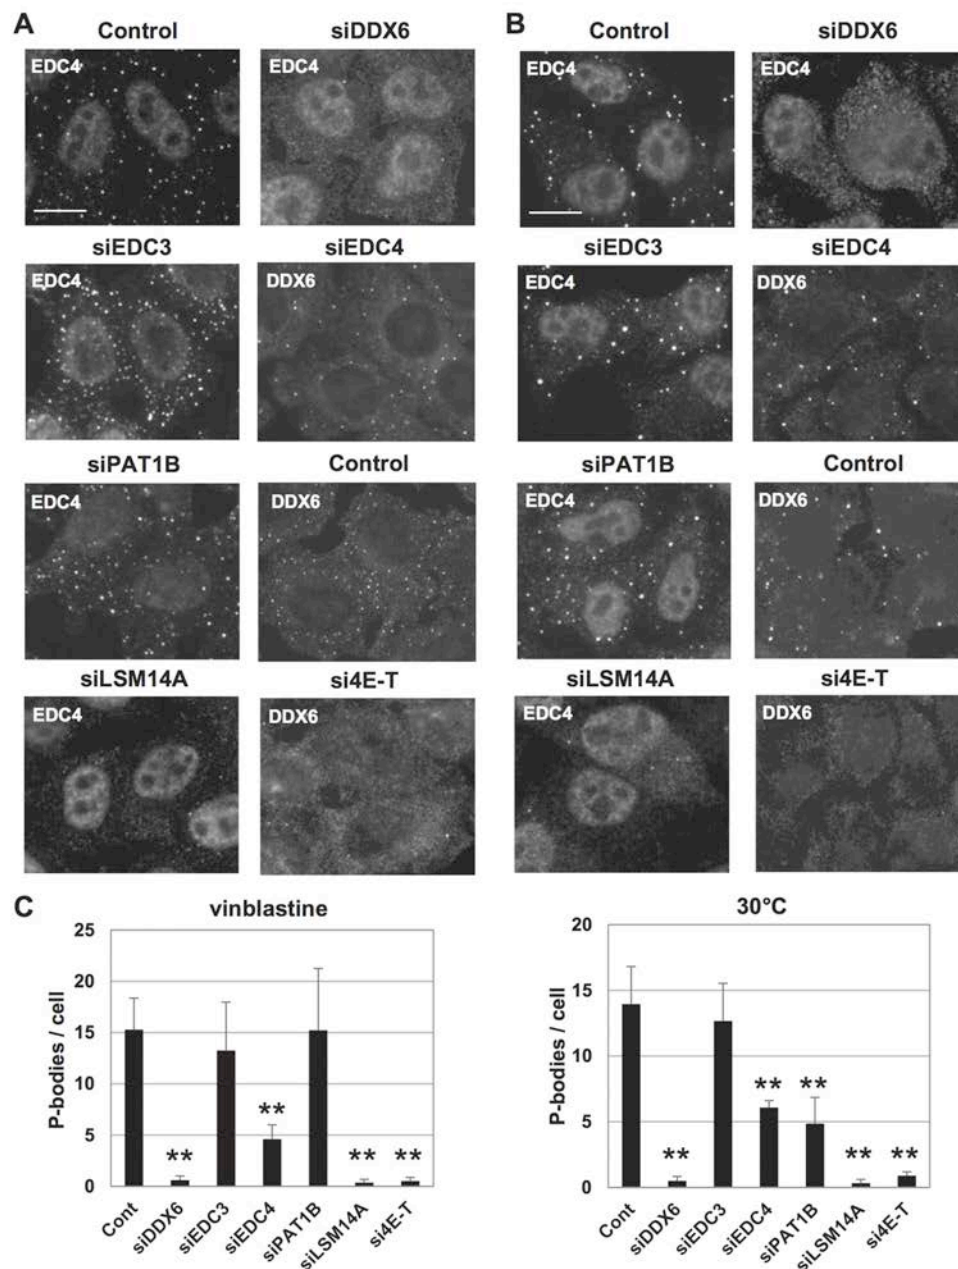 A
Control
siDDX6
B
Control
siDDX6
EDC4
EDC4
EDC4
EDC4
siEDC3
siEDC4
siEDC3
siEDC4
EDC4
DDX6
EDC4
DDX6
siPAT1B
Control
siPAT1B
Control
EDC4
DDX6
EDC4
DDX6
siLSM14A
si4E-T
siLSM14A
si4E-T
EDC4
DDX6
EDC4
DDX6
C
vinblastine
P-bodies / cell
25
20
15
10
5
0
**
**
**
**
Cont
siDDX6
siEDC3
siEDC4
siPAT1B
siLSM14A
si4E-T
30°C
P-bodies / cell
20
15
10
5
0
**
**
**
**
**
Cont
siDDX6
siEDC3
siEDC4
siPAT1B
siLSM14A
si4E-T